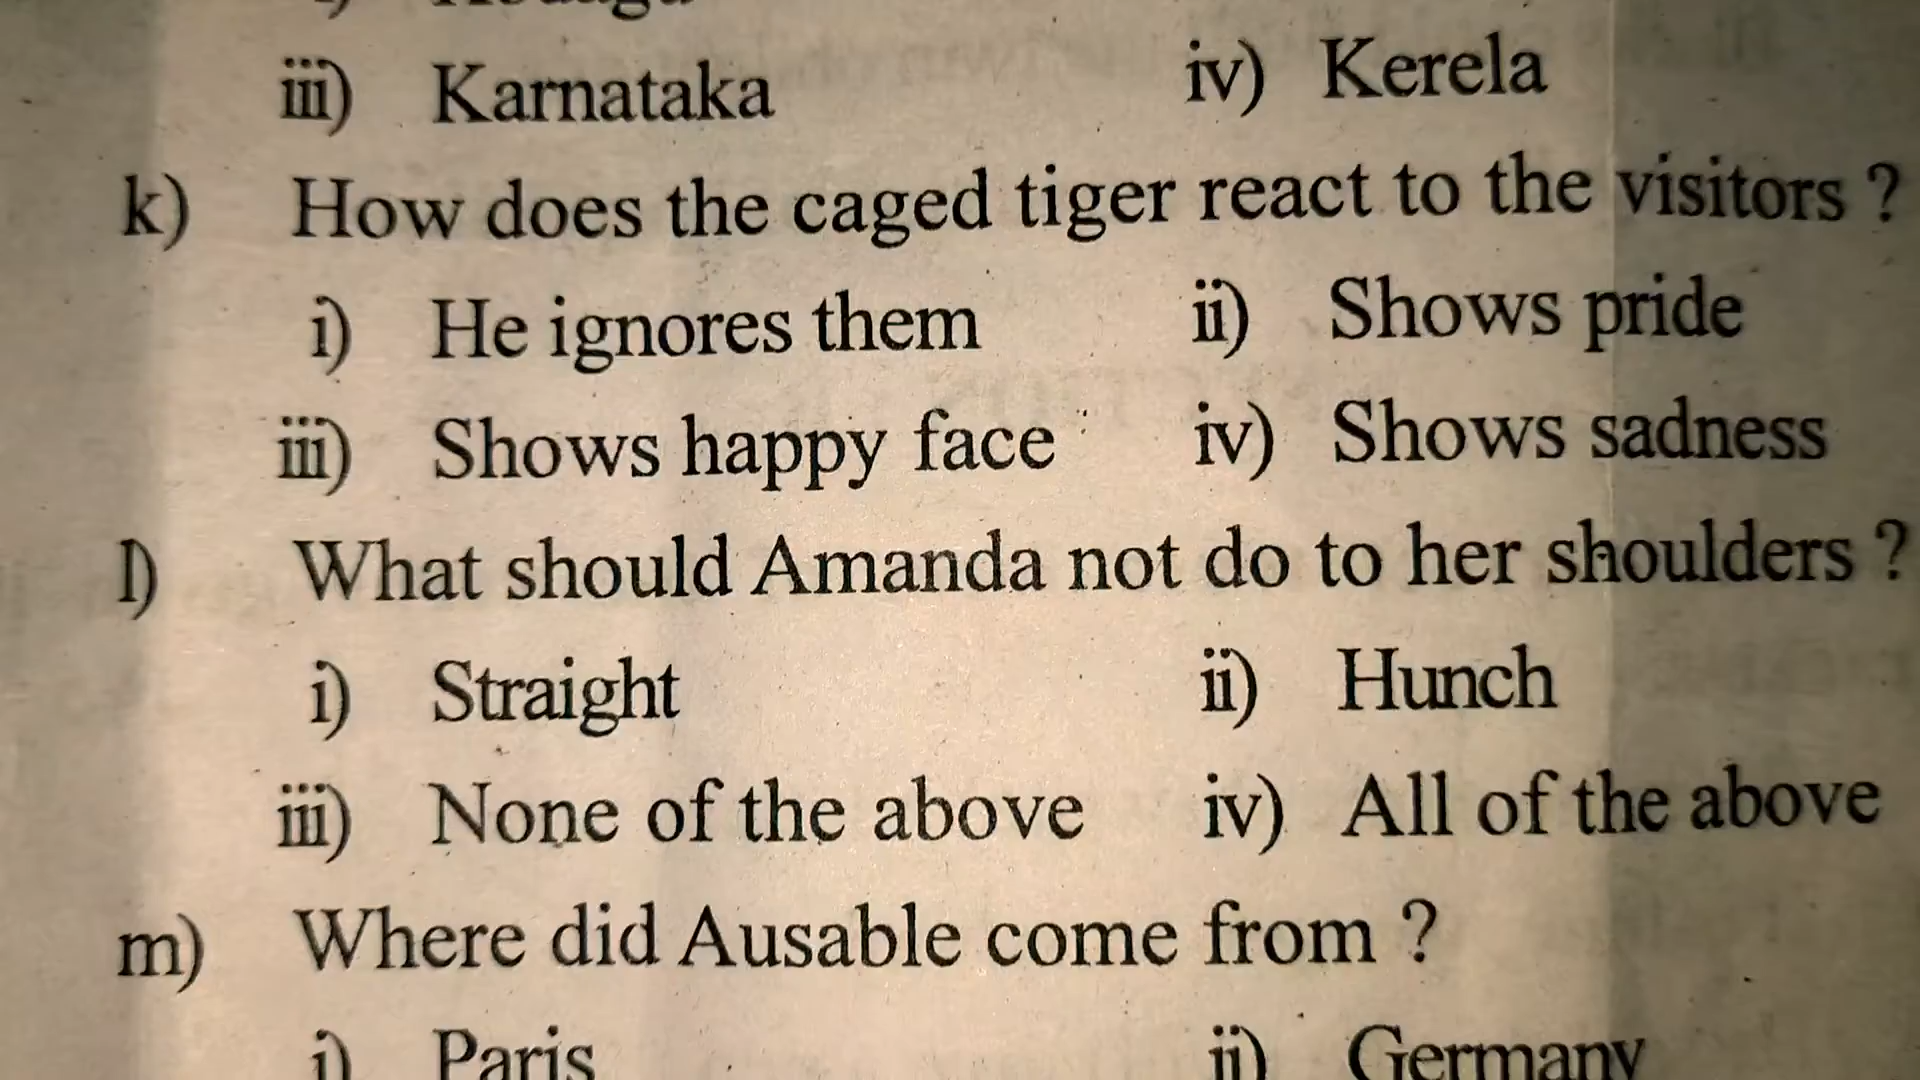 iii) Karnataka iv) Kerela
k) How does the caged tiger react to the visitors ?
i) He ignores them ii) Shows pride
iii) Shows happy face iv) Shows sadness
l) What should Amanda not do to her shoulders ?
i) Straight ii) Hunch
iii) None of the above iv) All of the above
m) Where did Ausable come from ?
i) Paris ii) Germany